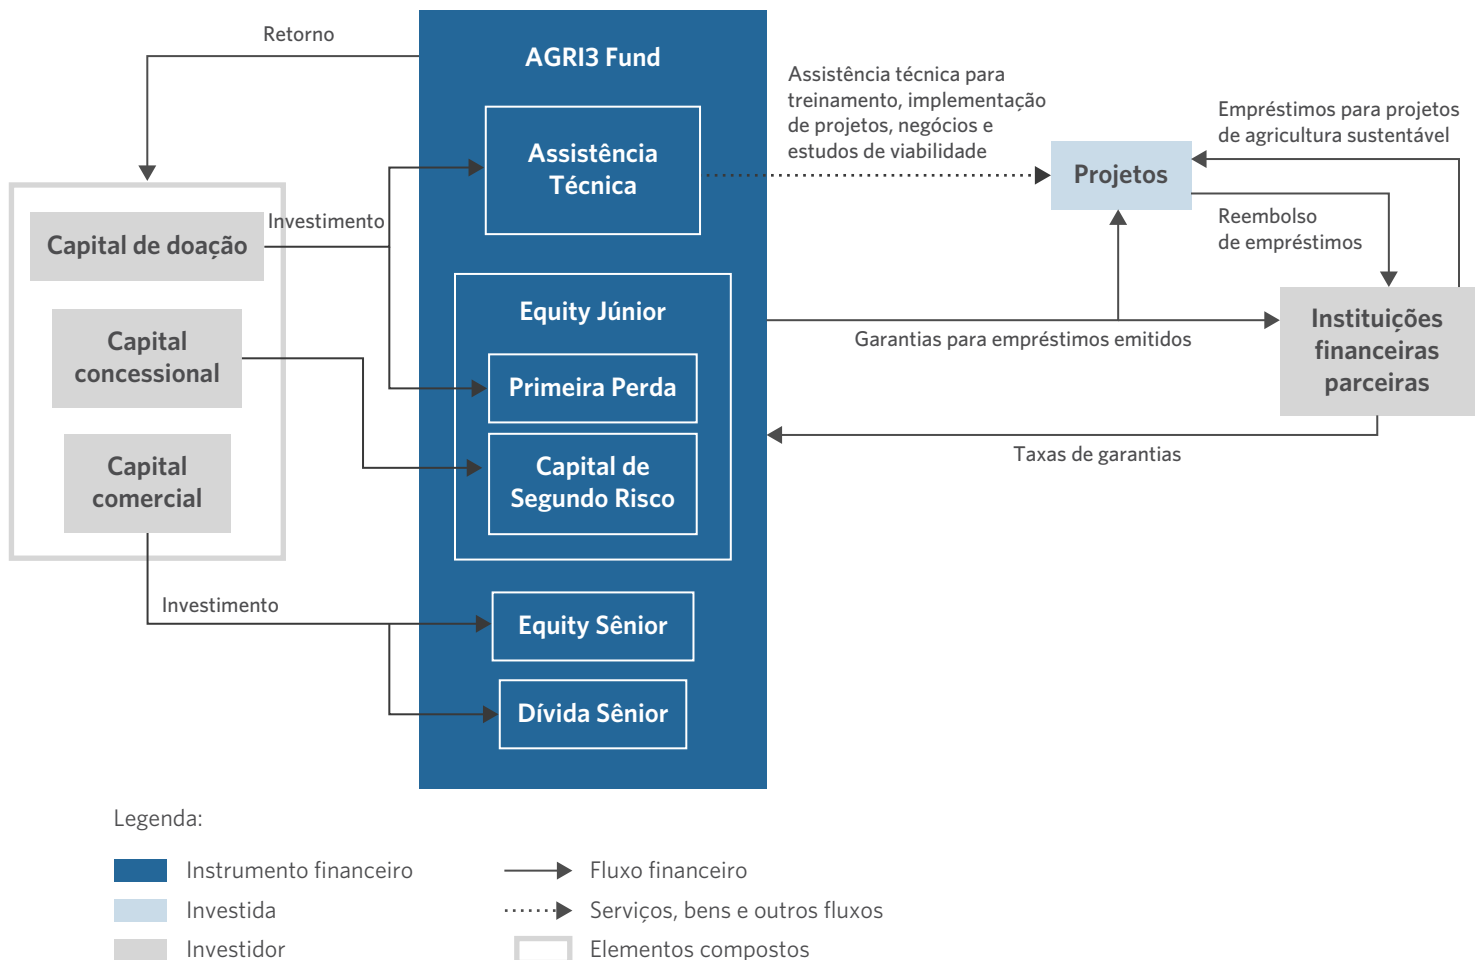 Retorno
AGRI3 Fund
Assistência técnica para
treinamento, implementação
de projetos, negócios e
estudos de viabilidade
Empréstimos para projetos
de agricultura sustentável
Assistência
Técnica
Projetos
Investimento
Capital de doação
Reembolso
de empréstimos
Equity Júnior
Capital
concessional
Garantias para empréstimos emitidos
Instituições
financeiras
parceiras
Primeira Perda
Capital
comercial
Capital de
Segundo Risco
Taxas de garantias
Investimento
Equity Sênior
Dívida Sênior
Legenda:
Instrumento financeiro
Fluxo financeiro
Investida
Serviços, bens e outros fluxos
Investidor
Elementos compostos